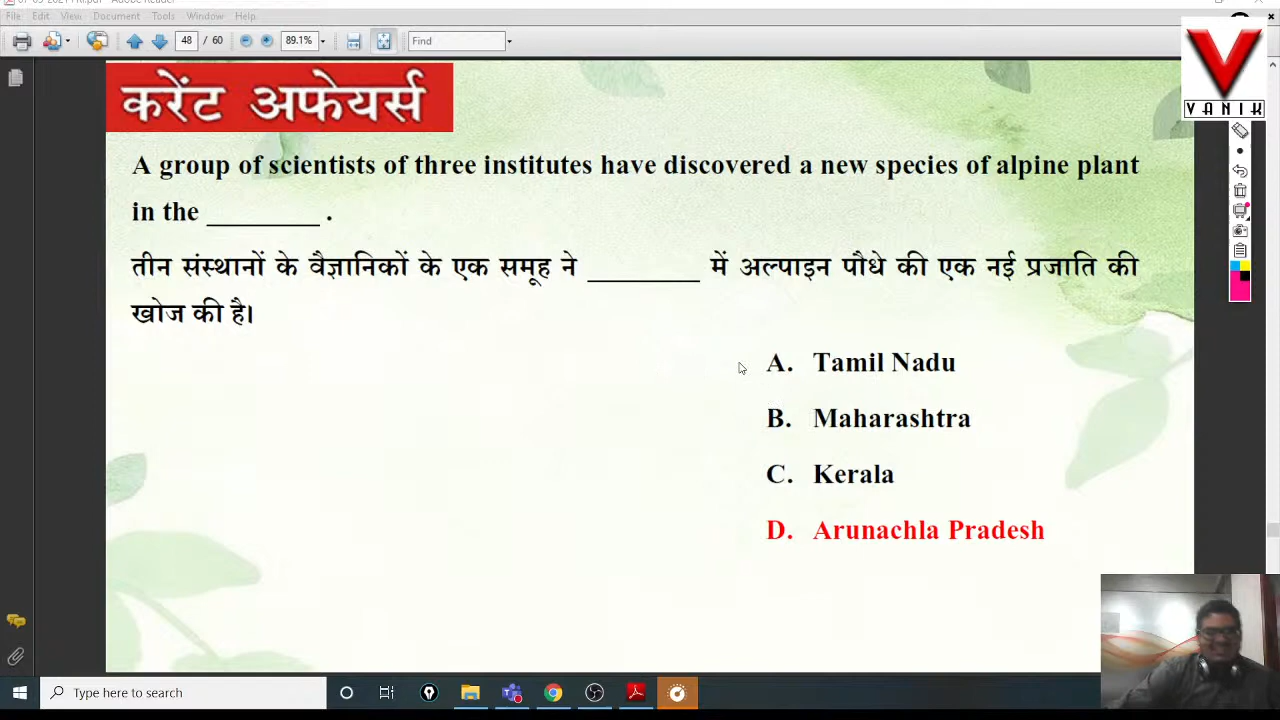 File Edit View Document Tools Window Help
48 / 60 89.1% Find
VANIK
करेंट अफेयर्स
A group of scientists of three institutes have discovered a new species of alpine plant
in the ________ .
तीन संस्थानों के वैज्ञानिकों के एक समूह ने ________ में अल्पाइन पौधे की एक नई प्रजाति की
खोज की है।
A. Tamil Nadu
B. Maharashtra
C. Kerala
D. Arunachla Pradesh
Type here to search